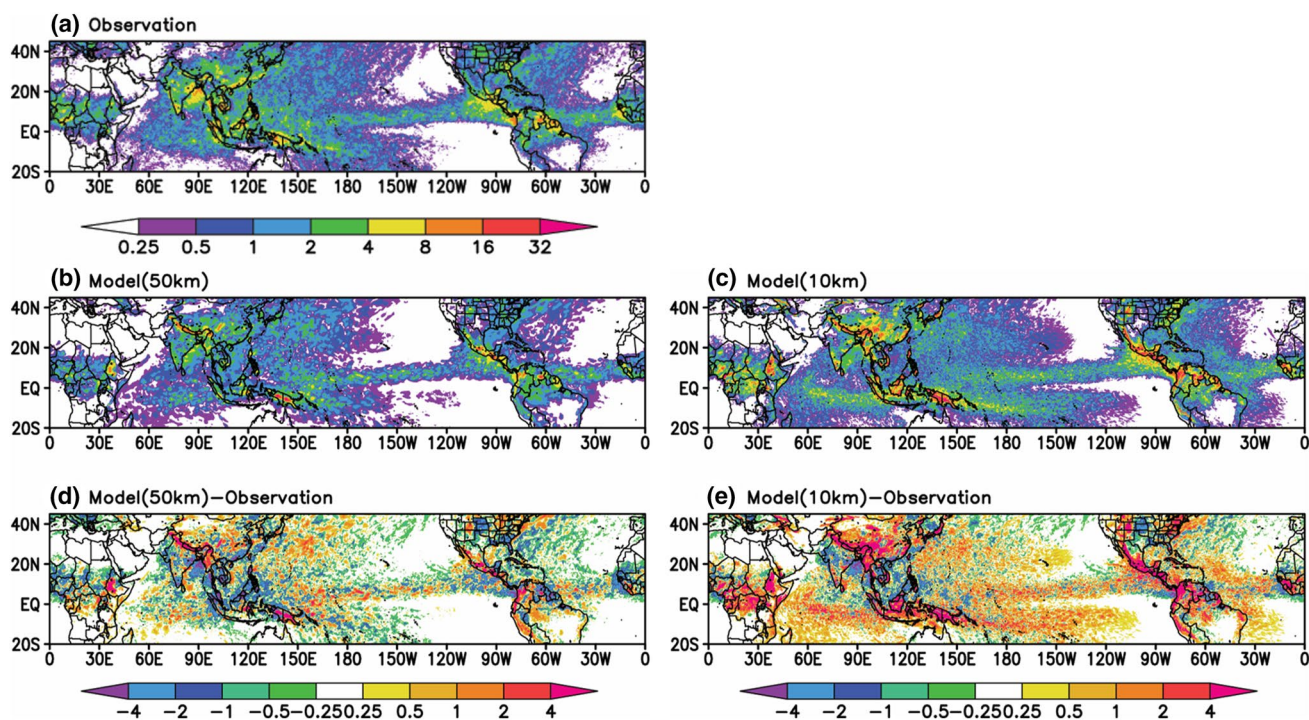 (a) Observation
40N
20N
EQ
20S
0 30E 60E 90E 120E 150E 180 150W 120W 90W 60W 30W 0
0.25 0.5 1 2 4 8 16 32
(b) Model(50km)
40N
20N
EQ
20S
0 30E 60E 90E 120E 150E 180 150W 120W 90W 60W 30W 0
(c) Model(10km)
40N
20N
EQ
20S
0 30E 60E 90E 120E 150E 180 150W 120W 90W 60W 30W 0
(d) Model(50km)−Observation
40N
20N
EQ
20S
0 30E 60E 90E 120E 150E 180 150W 120W 90W 60W 30W 0
−4 −2 −1 −0.5 −0.25 0.25 0.5 1 2 4
(e) Model(10km)−Observation
40N
20N
EQ
20S
0 30E 60E 90E 120E 150E 180 150W 120W 90W 60W 30W 0
−4 −2 −1 −0.5 −0.25 0.25 0.5 1 2 4